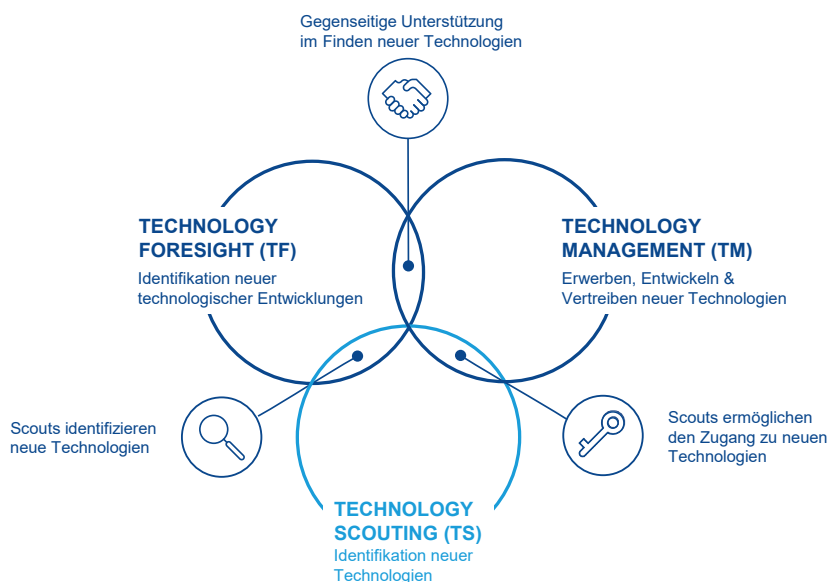 Gegenseitige Unterstützung
im Finden neuer Technologien
TECHNOLOGY
FORESIGHT (TF)
Identifikation neuer
technologischer Entwicklungen
TECHNOLOGY
MANAGEMENT (TM)
Erwerben, Entwickeln &
Vertreiben neuer Technologien
Scouts identifizieren
neue Technologien
Scouts ermöglichen
den Zugang zu neuen
Technologien
TECHNOLOGY
SCOUTING (TS)
Identifikation neuer
Technologien